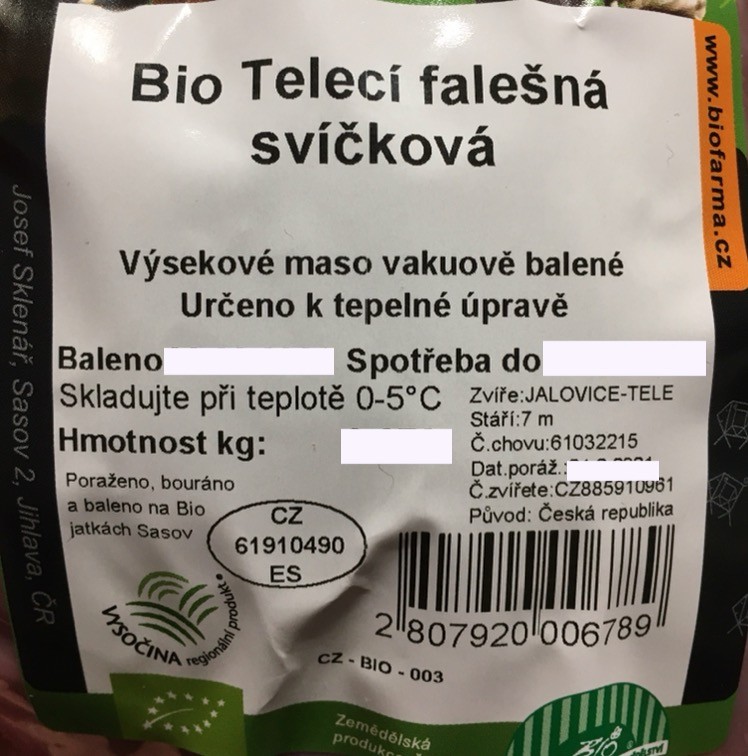 Bio Telecí falešná
svíčková
www.biofarma.cz
Josef Sklenář, Sasov 2, Jihlava, ČR
Výsekové maso vakuově balené
Určeno k tepelné úpravě
Baleno
Spotřeba do
Skladujte při teplotě 0-5°C
Hmotnost kg:
Zvíře:JALOVICE-TELE
Stáří:7 m
Č.chovu:61032215
Dat.poráž.:
Č.zvířete:CZ885910961
Původ: Česká republika
Poraženo, bouráno
a baleno na Bio
jatkách Sasov
CZ
61910490
ES
2 807920 006789
VYSOČINA regionální produkt
CZ - BIO - 003
Zemědělská
BIO